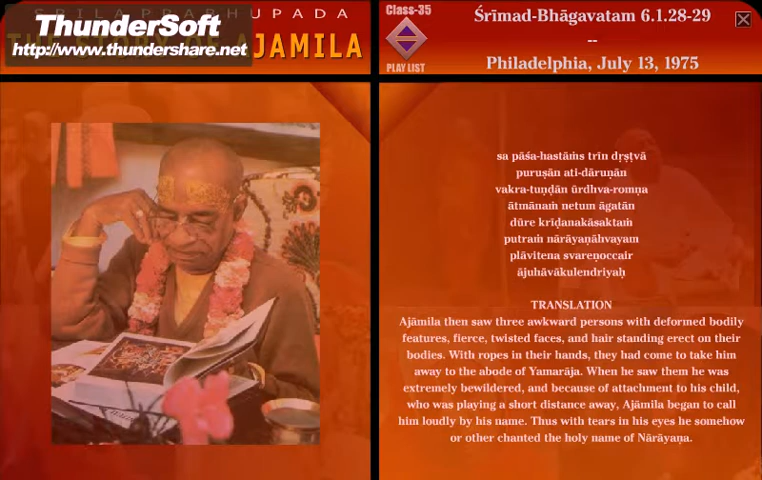 SRILA PRABHUPADA
ThunderSoft
http://www.thundershare.net
THE STORY OF AJAMILA
Class-35
PLAY LIST
Śrīmad-Bhāgavatam 6.1.28-29
--
Philadelphia, July 13, 1975
sa pāśa-hastāṁs trīn dṛṣṭvā
puruṣān ati-dāruṇān
vakra-tuṇḍān ūrdhva-romṇa
ātmānaṁ netum āgatān
dūre krīḍanakāsaktaṁ
putraṁ nārāyaṇāhvayam
plāvitena svareṇoccair
ājuhāvākulendriyaḥ
TRANSLATION
Ajāmila then saw three awkward persons with deformed bodily
features, fierce, twisted faces, and hair standing erect on their
bodies. With ropes in their hands, they had come to take him
away to the abode of Yamarāja. When he saw them he was
extremely bewildered, and because of attachment to his child,
who was playing a short distance away, Ajāmila began to call
him loudly by his name. Thus with tears in his eyes he somehow
or other chanted the holy name of Nārāyaṇa.